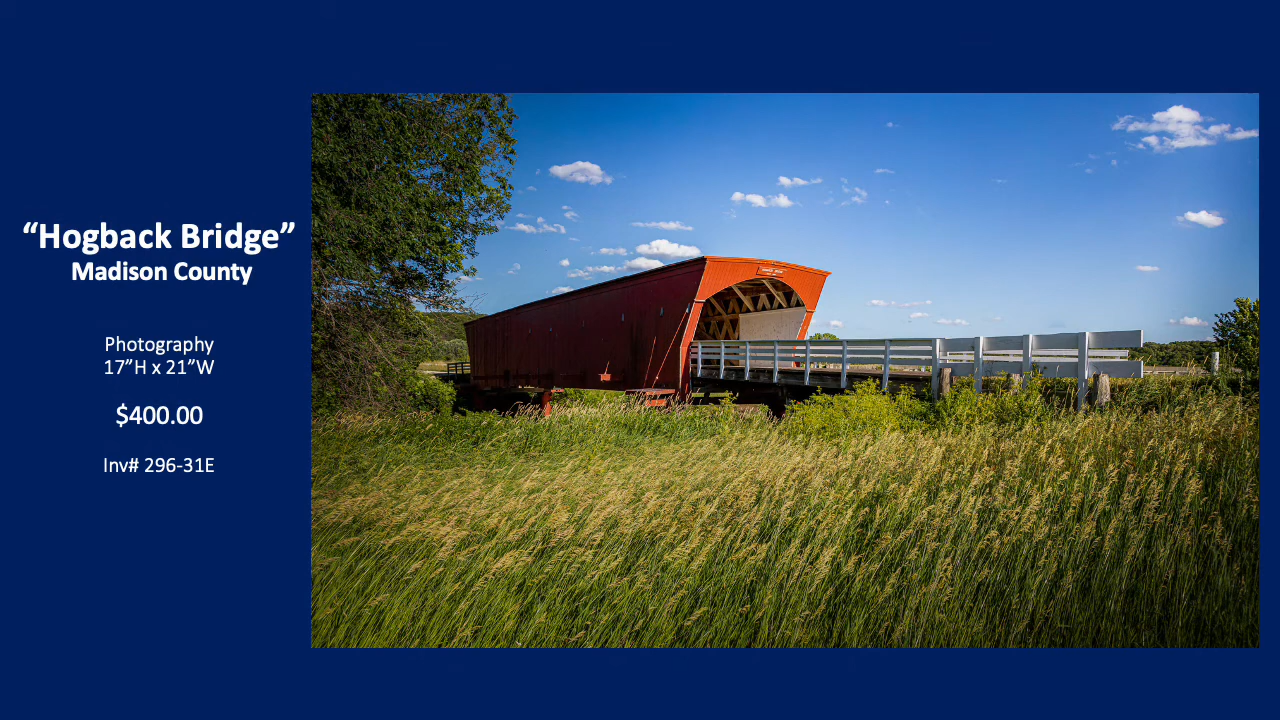 “Hogback Bridge”
Madison County
Photography
17”H x 21”W
$400.00
Inv# 296-31E